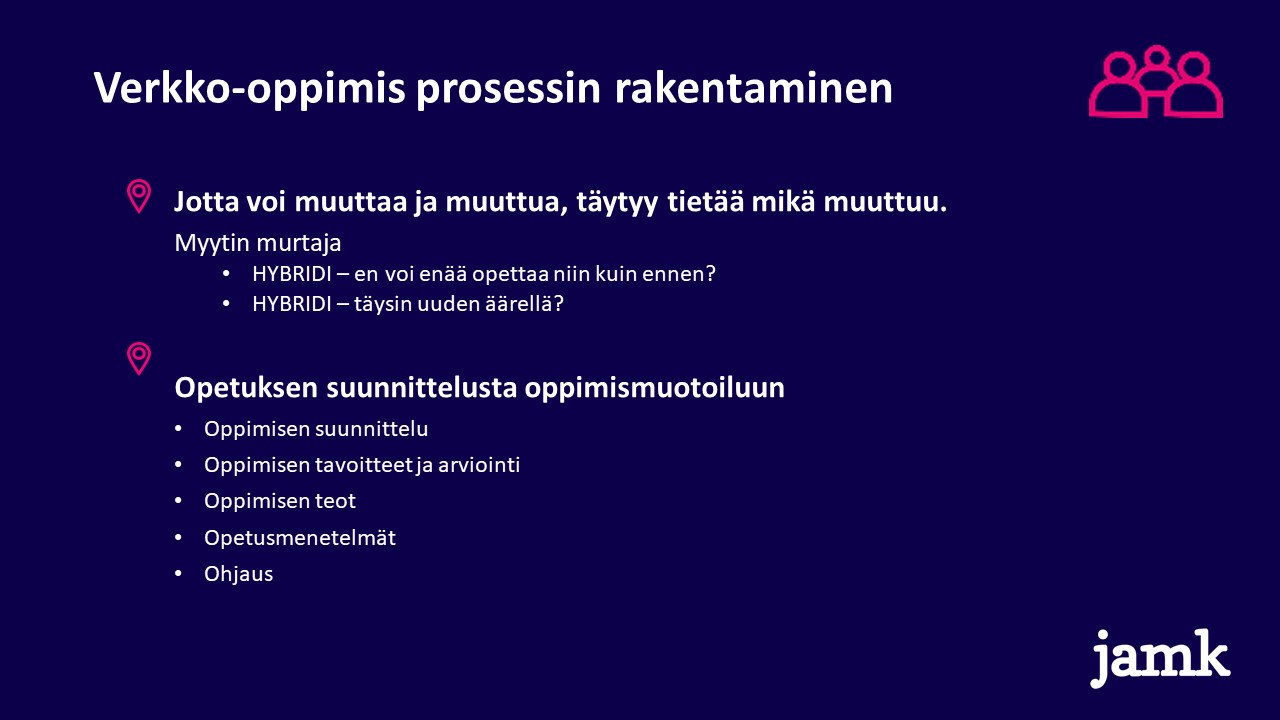 Verkko-oppimis prosessin rakentaminen
Jotta voi muuttaa ja muuttua, täytyy tietää mikä muuttuu.
Myytin murtaja
• HYBRIDI – en voi enää opettaa niin kuin ennen?
• HYBRIDI – täysin uuden äärellä?
Opetuksen suunnittelusta oppimismuotoiluun
• Oppimisen suunnittelu
• Oppimisen tavoitteet ja arviointi
• Oppimisen teot
• Opetusmenetelmät
• Ohjaus
jamk